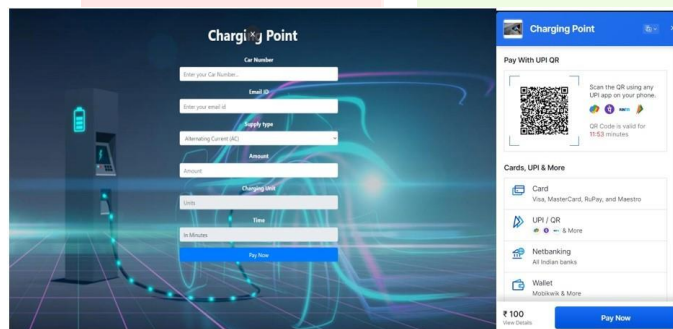 Charging Point
Car Number
Enter your Car Number...
Email ID
Enter your email id
Supply type
Alternating Current (AC)
Amount
Amount
Charging Unit
Units
Time
In Minutes
Pay Now
Charging Point
Pay With UPI QR
Scan the QR using any
UPI app on your phone.
QR Code is valid for
11:53 minutes
Cards, UPI & More
Card
Visa, MasterCard, RuPay, and Maestro
UPI / QR
& More
Netbanking
All Indian banks
Wallet
Mobikwik & More
₹ 100
View Details
Pay Now